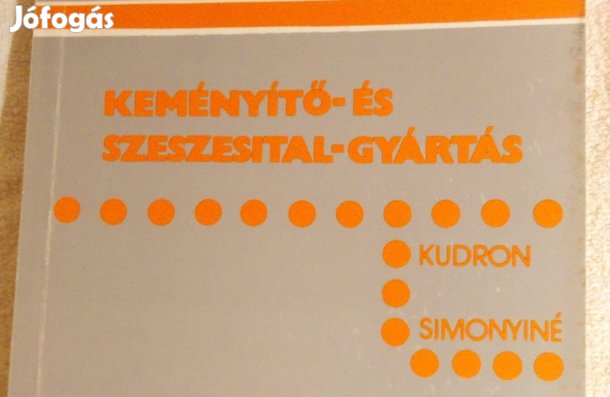 Jófogás
KEMÉNYÍTŐ-ÉS
SZESZESITAL-GYÁRTÁS
KUDRON
SIMONYINÉ